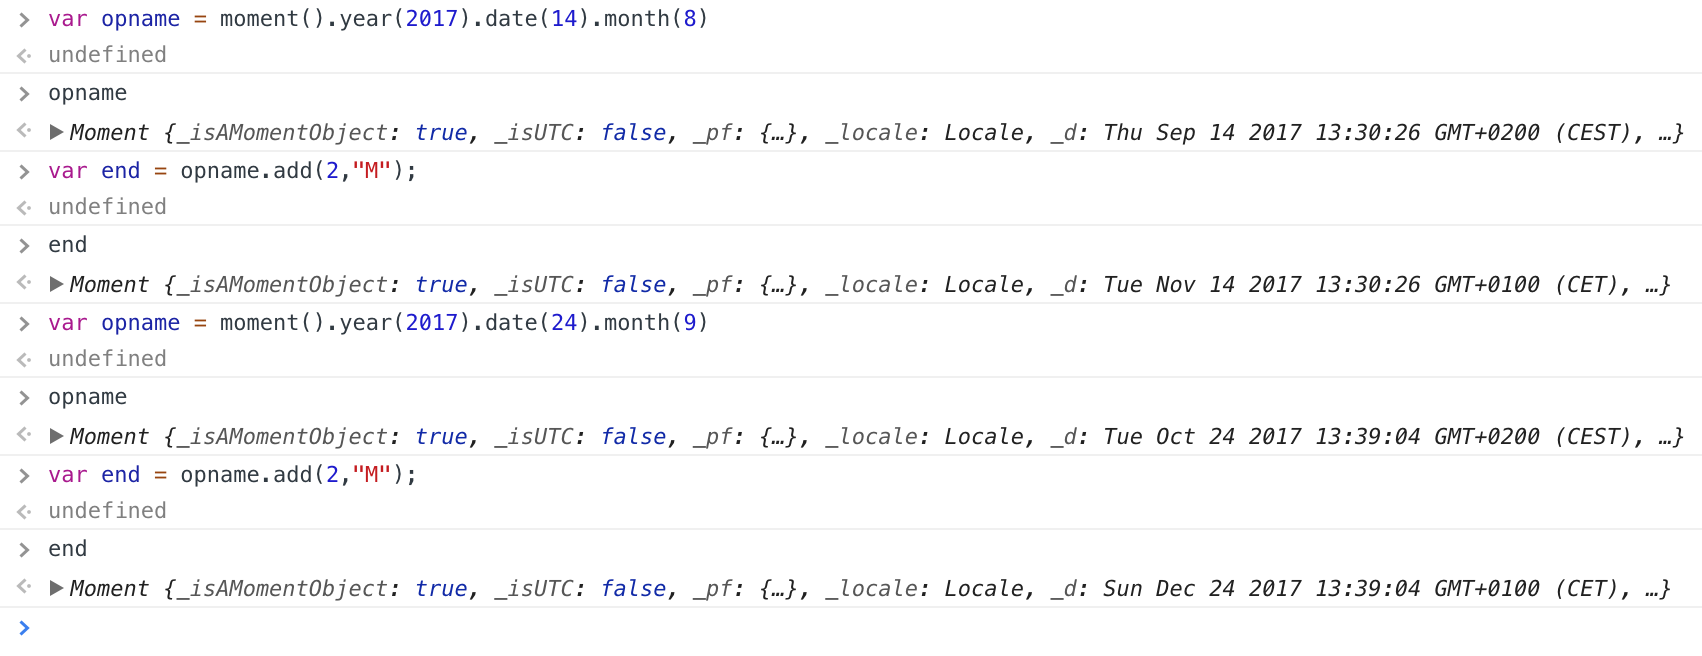 var opname = moment().year(2017).date(14).month(8)
undefined
opname
Moment {_isAMomentObject: true, _isUTC: false, _pf: {…}, _locale: Locale, _d: Thu Sep 14 2017 13:30:26 GMT+0200 (CEST), …}
var end = opname.add(2,"M");
undefined
end
Moment {_isAMomentObject: true, _isUTC: false, _pf: {…}, _locale: Locale, _d: Tue Nov 14 2017 13:30:26 GMT+0100 (CET), …}
var opname = moment().year(2017).date(24).month(9)
undefined
opname
Moment {_isAMomentObject: true, _isUTC: false, _pf: {…}, _locale: Locale, _d: Tue Oct 24 2017 13:39:04 GMT+0200 (CEST), …}
var end = opname.add(2,"M");
undefined
end
Moment {_isAMomentObject: true, _isUTC: false, _pf: {…}, _locale: Locale, _d: Sun Dec 24 2017 13:39:04 GMT+0100 (CET), …}